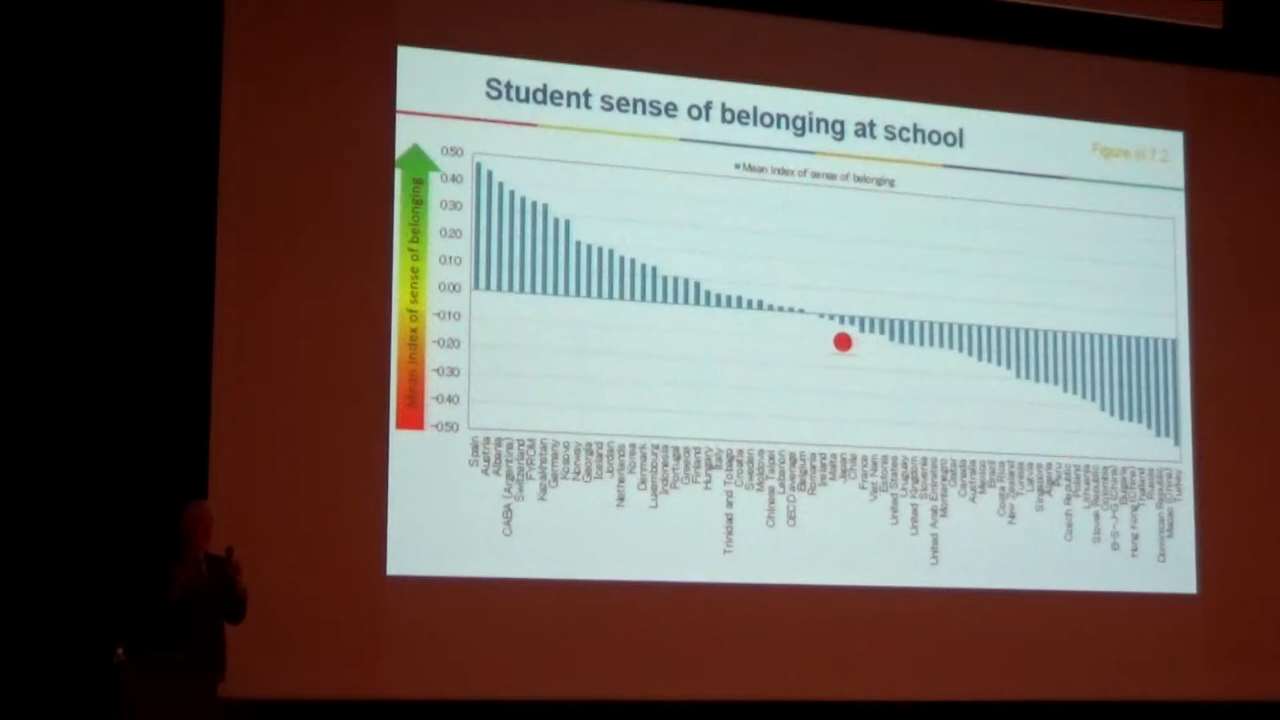 Student sense of belonging at school
Figure III.7.2
Mean index of sense of belonging
Mean index of sense of belonging
0.50
0.40
0.30
0.20
0.10
0.00
-0.10
-0.20
-0.30
-0.40
-0.50
Spain
Austria
Albania
CABA (Argentina)
Switzerland
FYROM
Kazakhstan
Germany
Kosovo
Norway
Georgia
Iceland
Jordan
Netherlands
Korea
Denmark
Luxembourg
Indonesia
Portugal
Greece
Finland
Hungary
Italy
Trinidad and Tobago
Croatia
Sweden
Moldova
Chinese Taipei
Lebanon
OECD average
Belgium
Romania
Ireland
Malta
Japan
Chile
France
Viet Nam
Estonia
United States
Uruguay
United Kingdom
Slovenia
United Arab Emirates
Montenegro
Qatar
Canada
Australia
Mexico
Brazil
Costa Rica
New Zealand
Tunisia
Latvia
Singapore
Algeria
Peru
Czech Republic
Poland
Lithuania
Slovak Republic
Colombia
B-S-J-G (China)
Bulgaria
Hong Kong (China)
Thailand
Russia
Dominican Republic
Macao (China)
Turkey